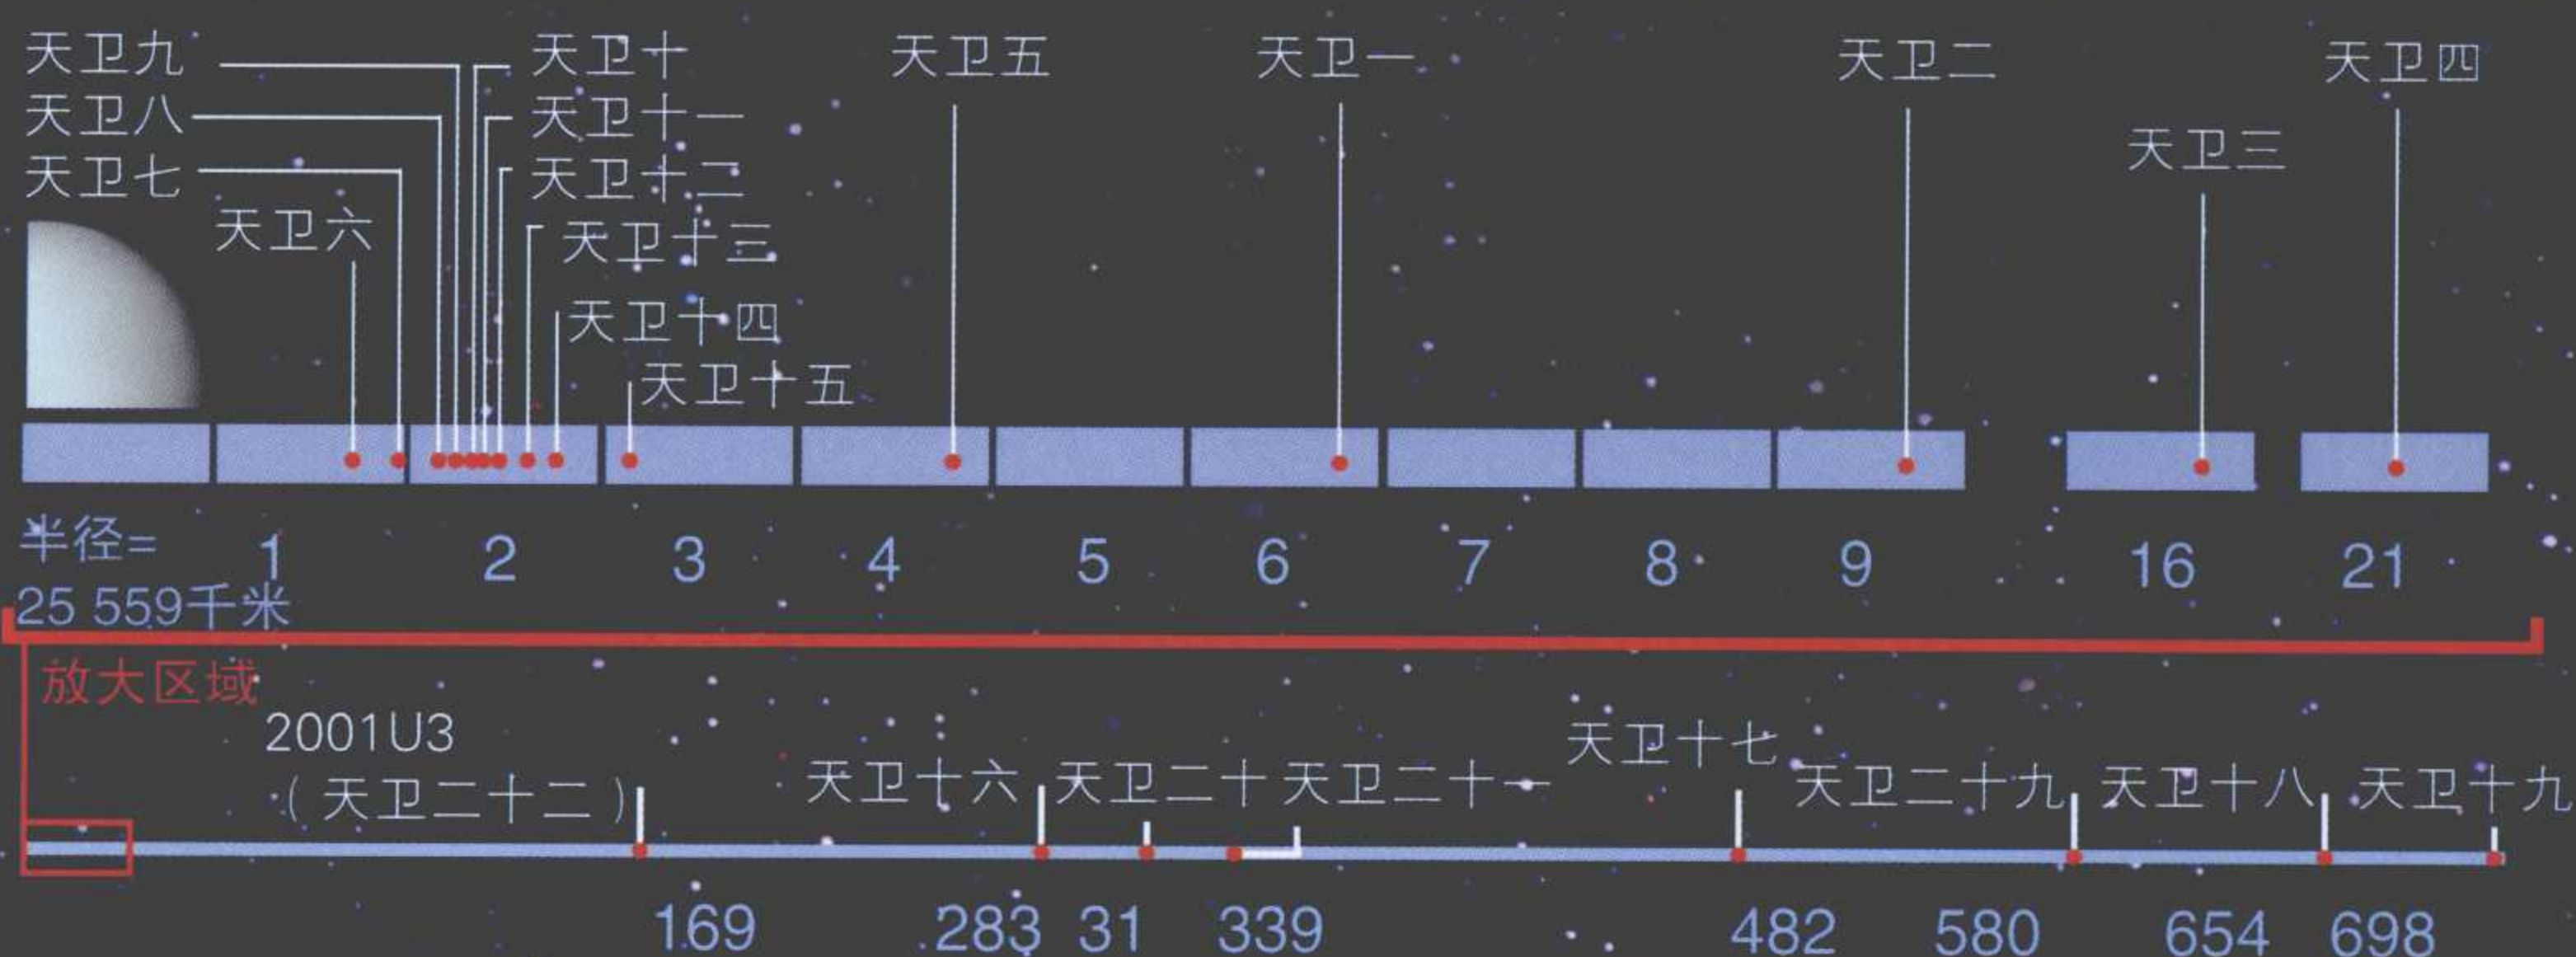 天卫九
天卫八
天卫七
天卫六
天卫十
天卫十一
天卫十二
天卫十三
天卫十四
天卫十五
天卫五
天卫一
天卫二
天卫三
天卫四
半径=
25 559千米
1 2 3 4 5 6 7 8 9 16 21
放大区域
2001U3
（天卫二十二）
天卫十六
天卫二十
天卫二十一
天卫十七
天卫二十九
天卫十八
天卫十九
169 283 31 339 482 580 654 698